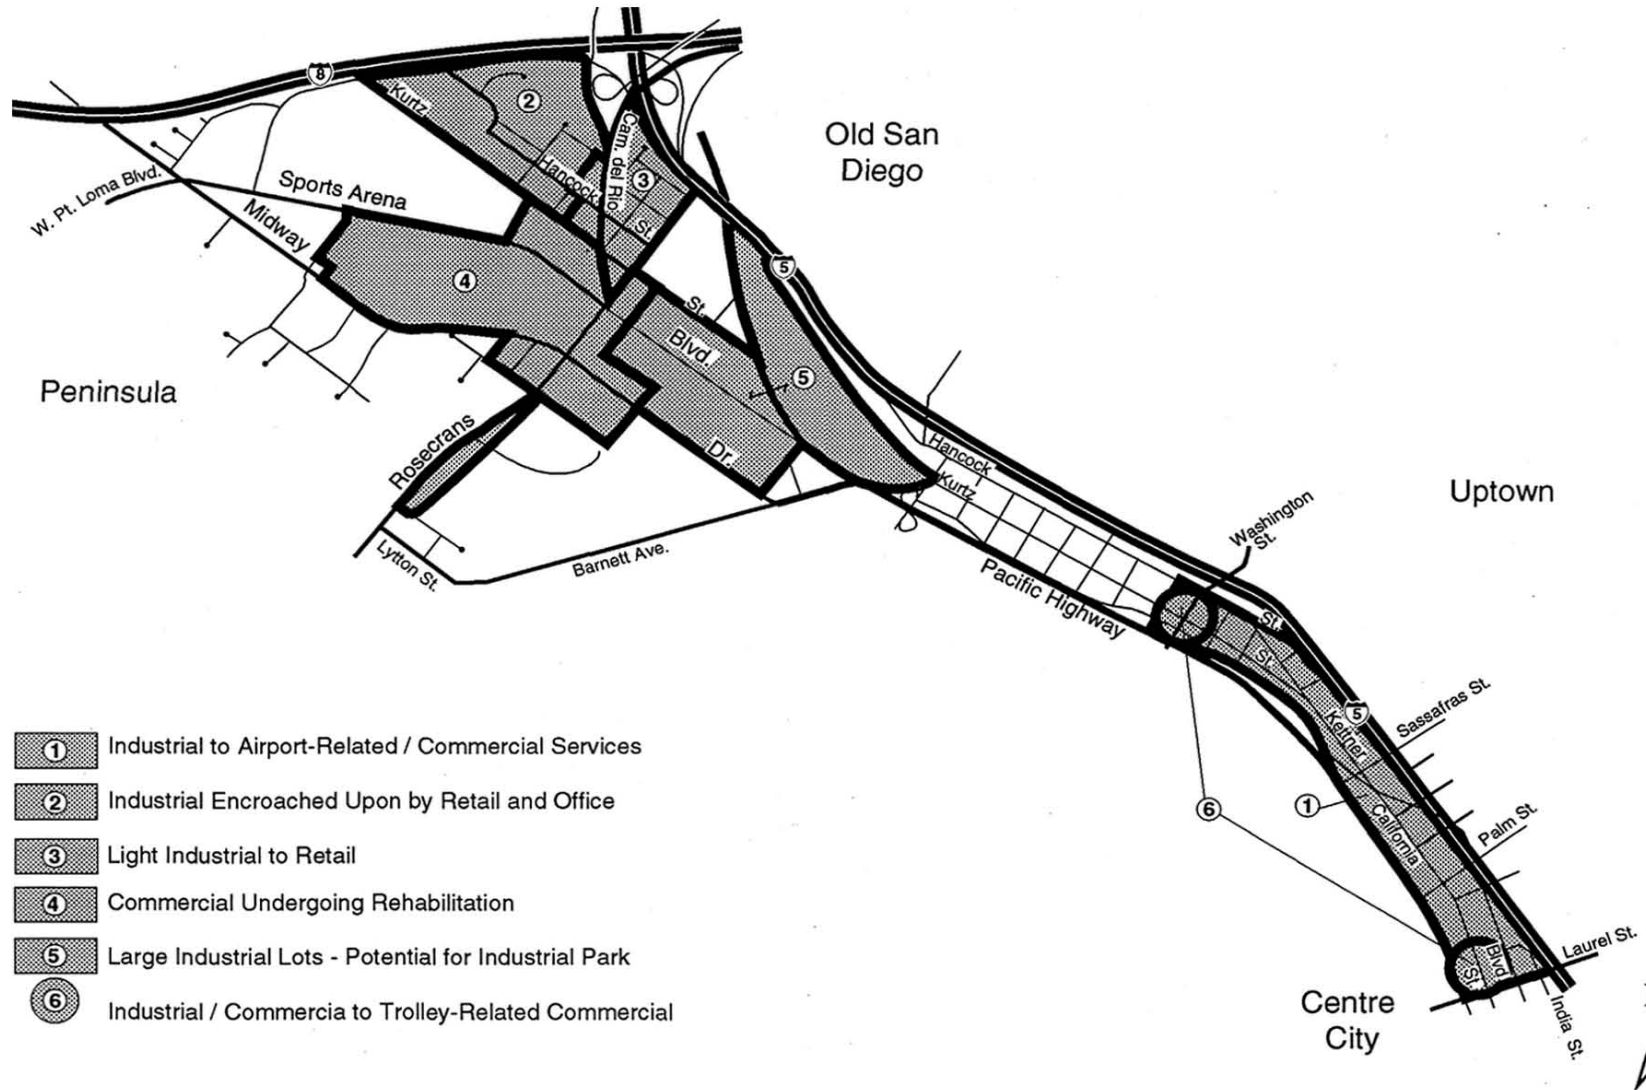 8
Kurtz
2
Cam. del Rio
Old San
Diego
Hancock
3
W. Pt. Loma Blvd.
Sports Arena
Midway
St.
4
5
St.
Blvd.
Peninsula
5
Rosecrans
Dr.
Hancock
Kurtz
Uptown
Washington
St.
Lytton St.
Barnett Ave.
Pacific Highway
St.
St.
Sassafras St.
5
Kettner
6
1
California
Palm St.
Laurel St.
Blvd
St.
India St.
Centre
City
1 Industrial to Airport-Related / Commercial Services
2 Industrial Encroached Upon by Retail and Office
3 Light Industrial to Retail
4 Commercial Undergoing Rehabilitation
5 Large Industrial Lots - Potential for Industrial Park
6 Industrial / Commercia to Trolley-Related Commercial